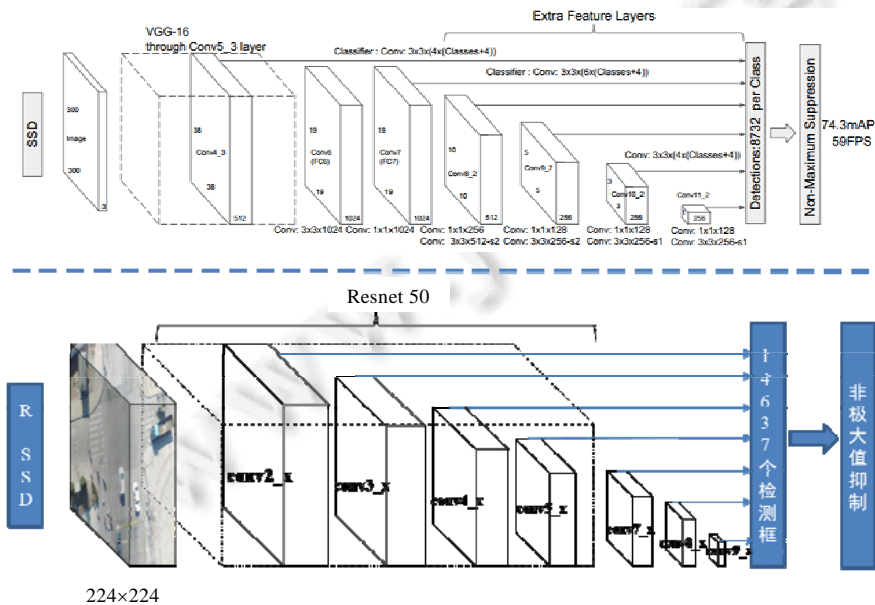 Extra Feature Layers
VGG-16
through Conv5_3 layer
Classifier : Conv: 3x3x(4x(Classes+4))
Classifier : Conv: 3x3x(6x(Classes+4))
SSD
300
Image
300
3
38
Conv4_3
38
512
19
Conv6
(FC6)
19
1024
19
Conv7
(FC7)
19
1024
10
Conv8_2
10
512
5
Conv9_2
5
256
Conv: 3x3x(4x(Classes+4))
3
Conv10_2
3
256
Conv11_2
256
Detections:8732 per Class
Non-Maximum Suppression
74.3mAP
59FPS
Conv: 3x3x1024
Conv: 1x1x1024
Conv: 1x1x256
Conv: 3x3x512-s2
Conv: 1x1x128
Conv: 3x3x256-s2
Conv: 1x1x128
Conv: 3x3x256-s1
Conv: 1x1x128
Conv: 3x3x256-s1
Resnet 50
R SSD
conv2_x
conv3_x
conv4_x
conv5_x
conv7_x
conv8_x
conv9_x
14637个检测框
非极大值抑制
224×224